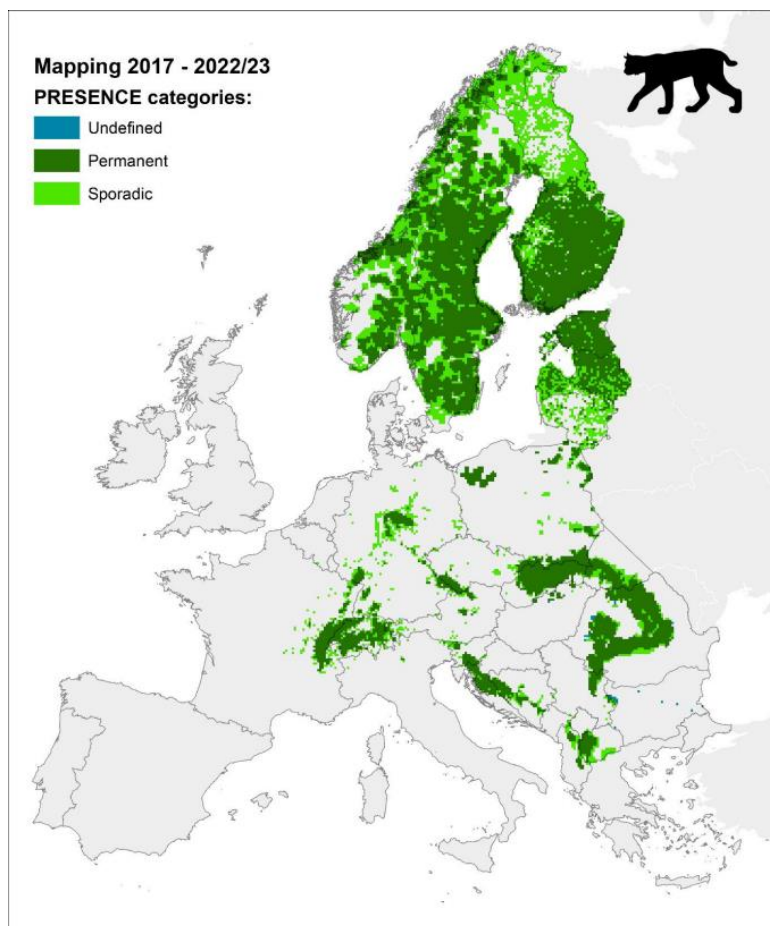 Mapping 2017 - 2022/23
PRESENCE categories:
Undefined
Permanent
Sporadic